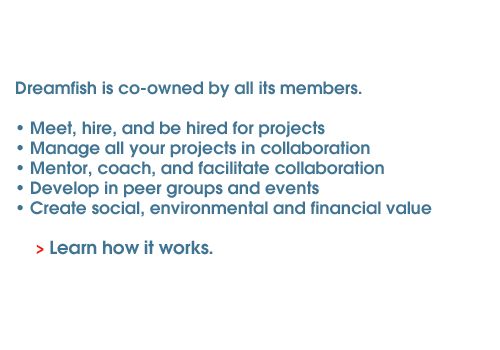 Dreamfish is co-owned by all its members.
• Meet, hire, and be hired for projects
• Manage all your projects in collaboration
• Mentor, coach, and facilitate collaboration
• Develop in peer groups and events
• Create social, environmental and financial value
> Learn how it works.